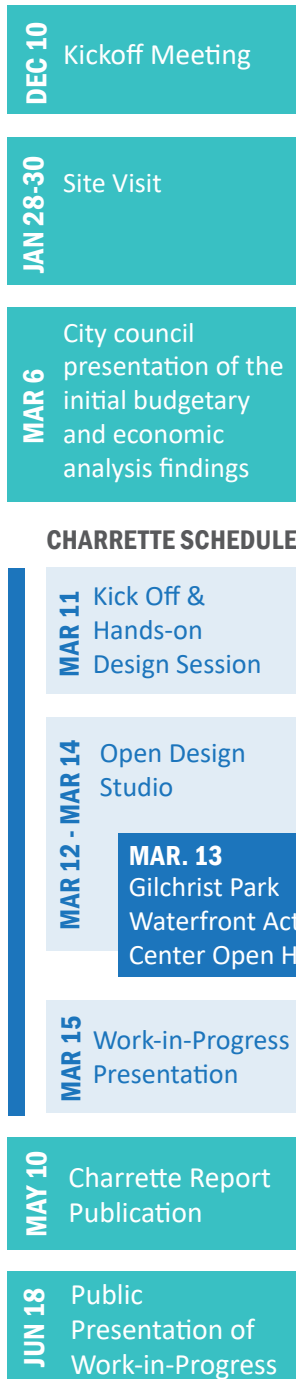 DEC 10
Kickoff Meeting
JAN 28-30
Site Visit
MAR 6
City council
presentation of the
initial budgetary
and economic
analysis findings
CHARRETTE SCHEDULE
MAR 11
Kick Off &
Hands-on
Design Session
MAR 12 - MAR 14
Open Design
Studio
MAR. 13
Gilchrist Park
Waterfront Act
Center Open H
MAR 15
Work-in-Progress
Presentation
MAY 10
Charrette Report
Publication
JUN 18
Public
Presentation of
Work-in-Progress